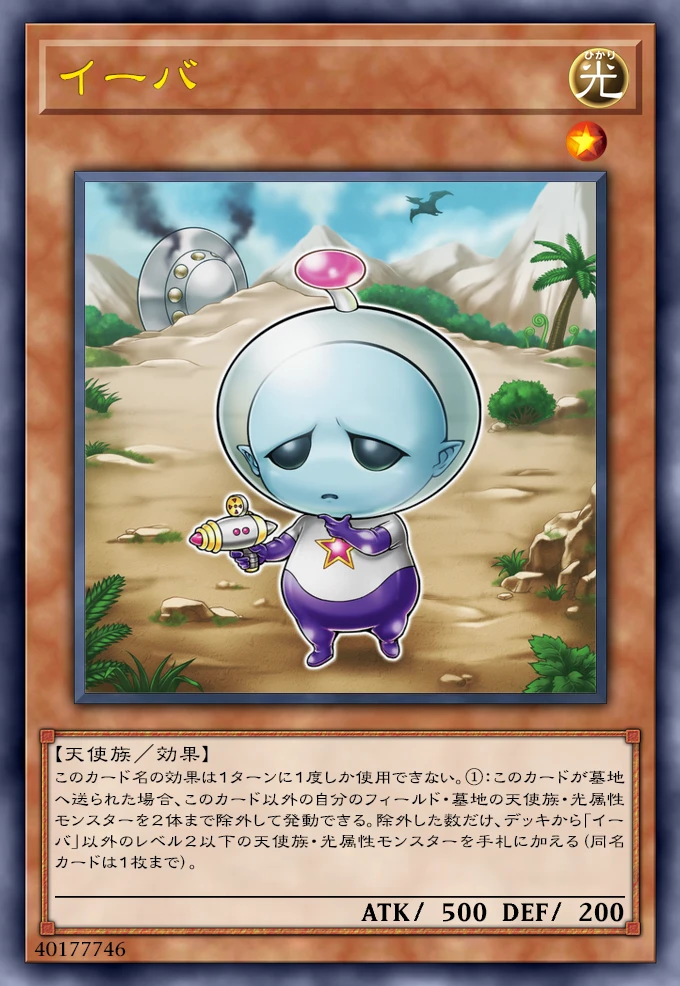 イーバ
ひかり
光
【天使族／効果】
このカード名の効果は1ターンに1度しか使用できない。①：このカードが墓地
へ送られた場合、このカード以外の自分のフィールド・墓地の天使族・光属性
モンスターを2体まで除外して発動できる。除外した数だけ、デッキから「イー
バ」以外のレベル2以下の天使族・光属性モンスターを手札に加える（同名
カードは1枚まで）。
ATK/ 500 DEF/ 200
40177746